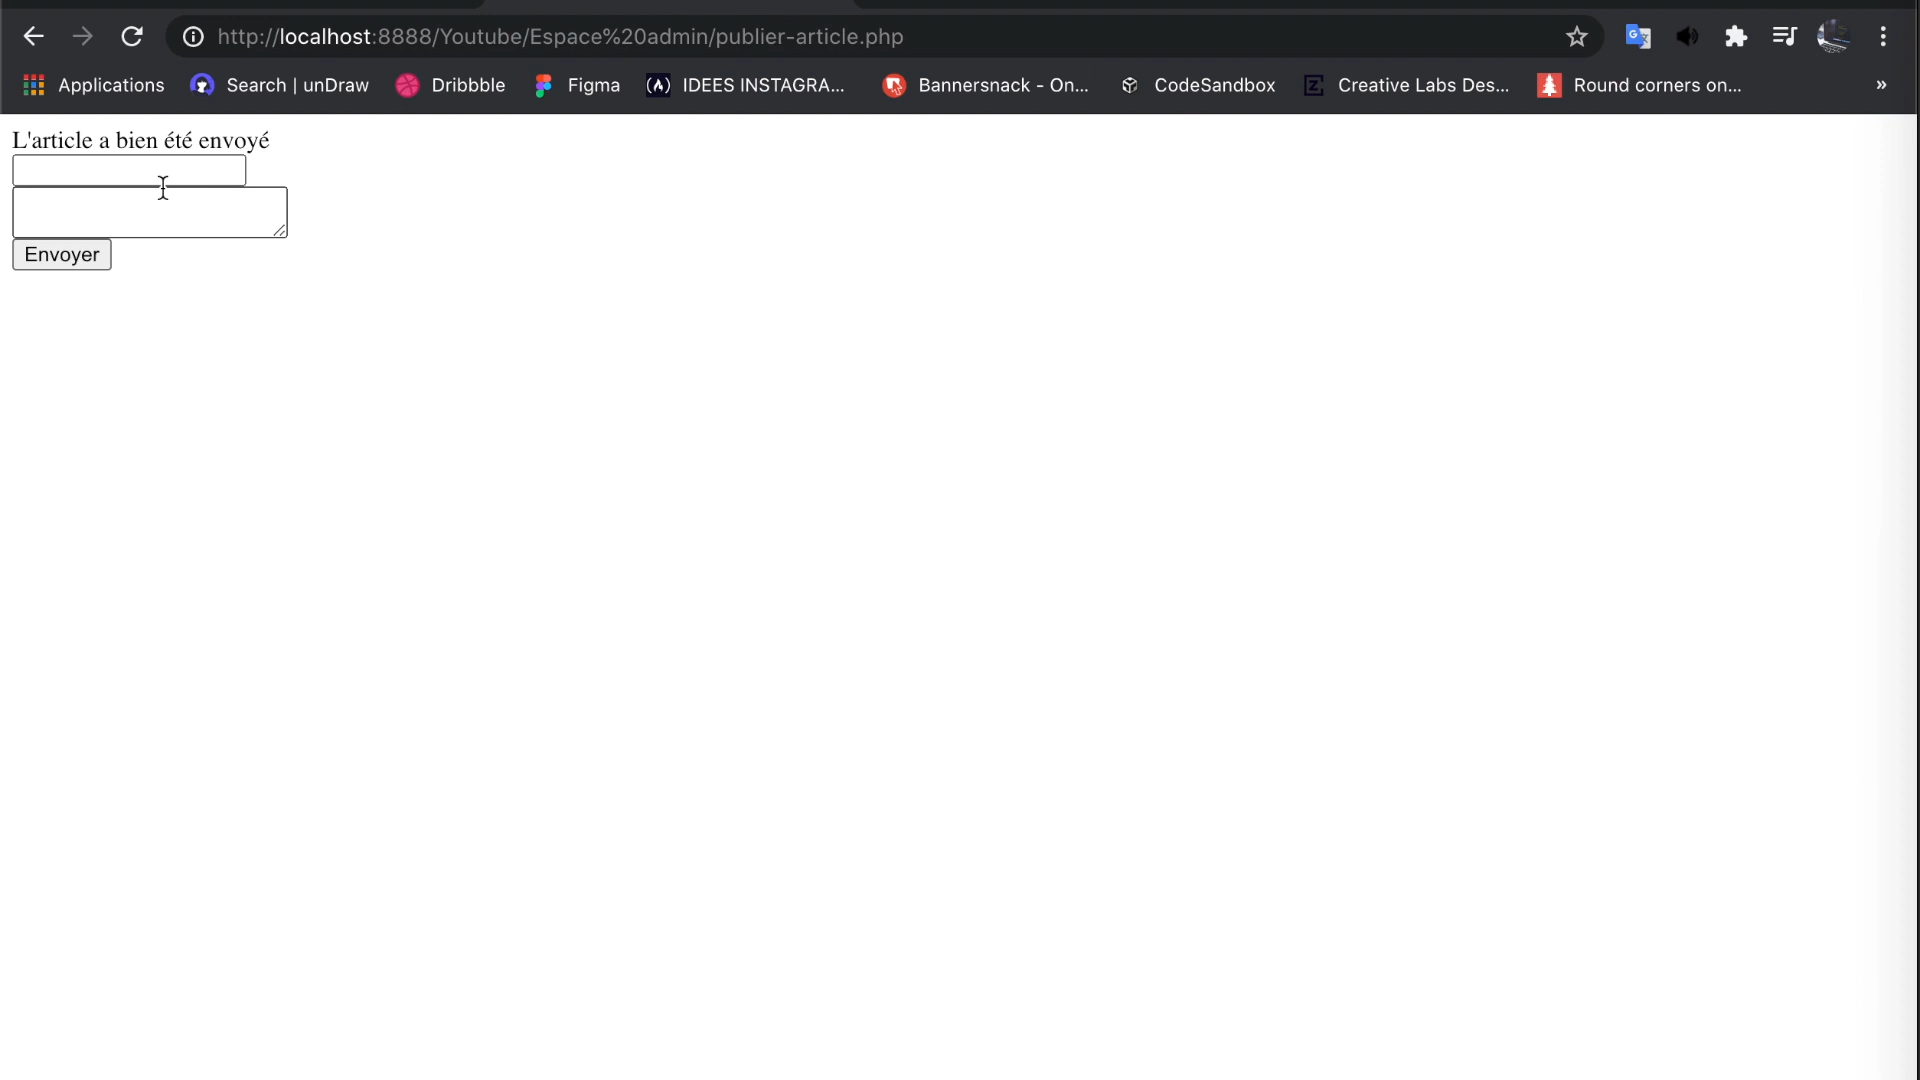 http://localhost:8888/Youtube/Espace%20admin/publier-article.php
Applications Search | unDraw Dribbble Figma IDEES INSTAGRA... Bannersnack - On... CodeSandbox Creative Labs Des... Round corners on... »
L'article a bien été envoyé
Envoyer